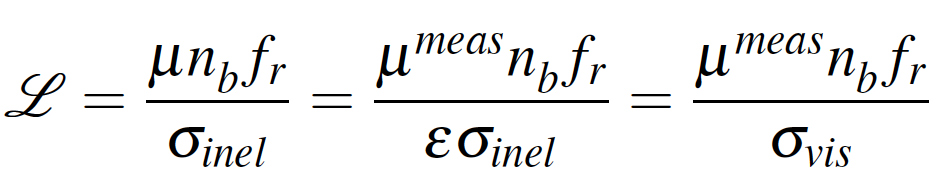 ℒ = μn_b f_r / σ_inel = μ^meas n_b f_r / εσ_inel = μ^meas n_b f_r / σ_vis